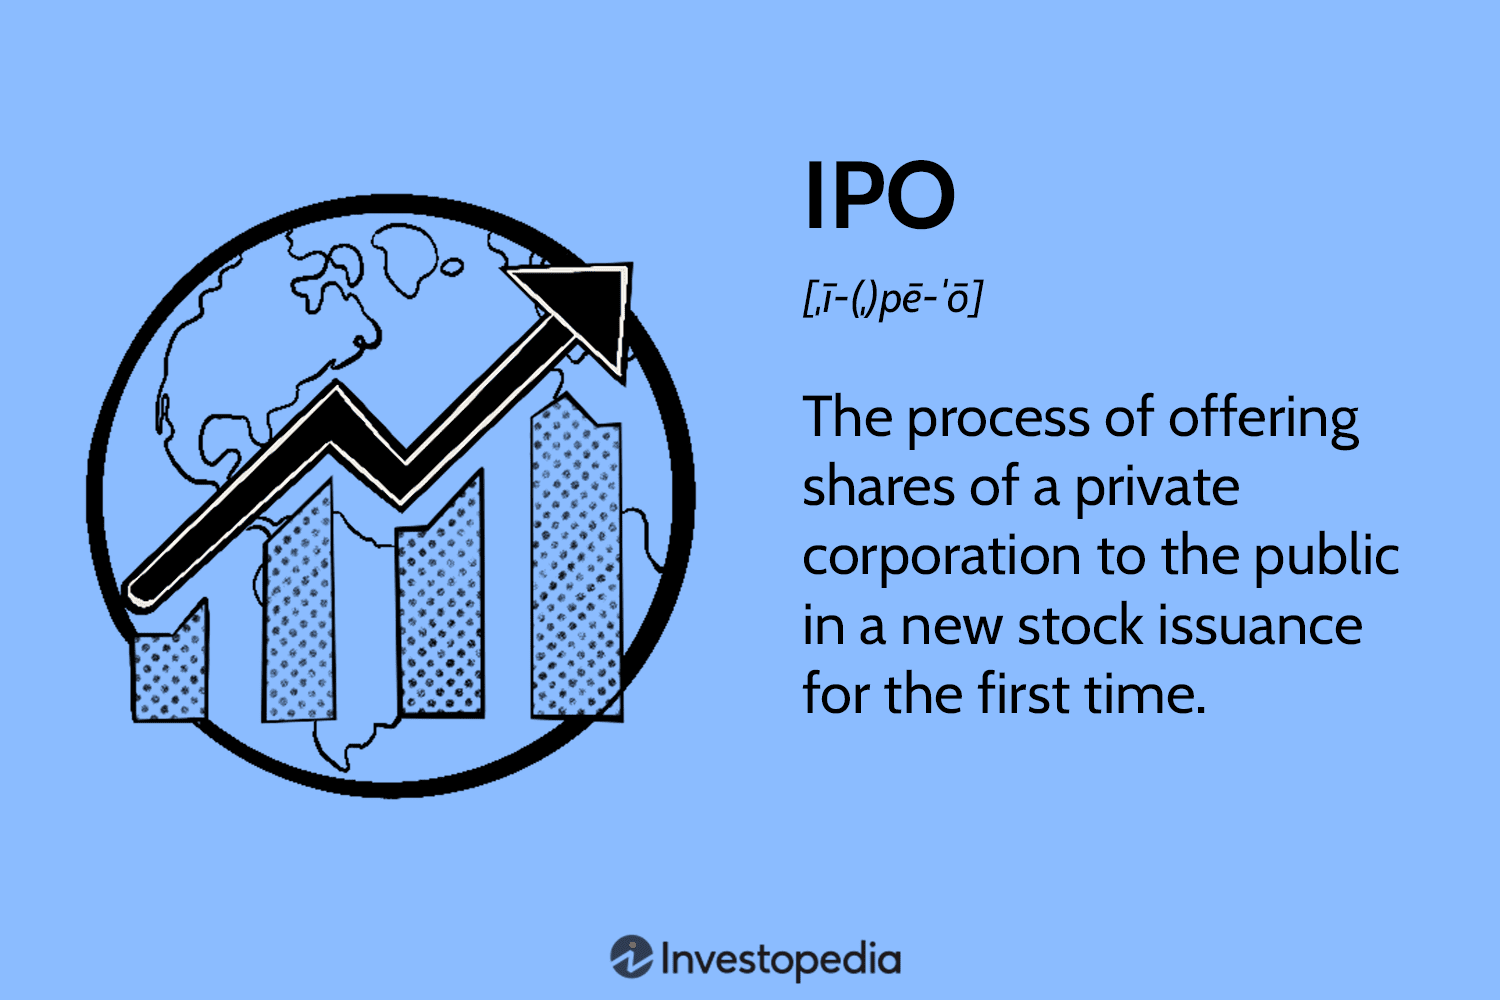 IPO
[ˌī-(ˌ)pē-ˈō]
The process of offering
shares of a private
corporation to the public
in a new stock issuance
for the first time.
Investopedia